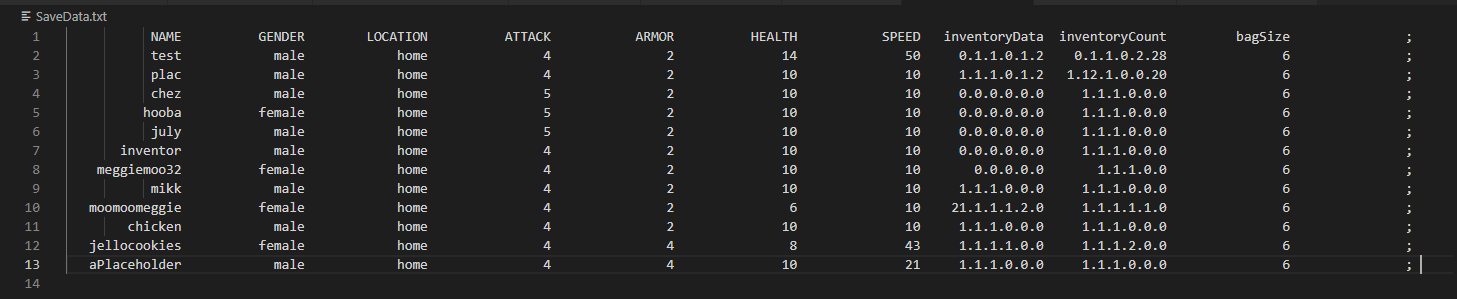 SaveData.txt
1 NAME GENDER LOCATION ATTACK ARMOR HEALTH SPEED inventoryData inventoryCount bagSize ;
2 test male home 4 2 14 50 0.1.1.0.1.2 0.1.1.0.2.28 6 ;
3 plac male home 4 2 10 10 1.1.1.0.1.2 1.12.1.0.0.20 6 ;
4 chez male home 5 2 10 10 0.0.0.0.0.0 1.1.1.0.0.0 6 ;
5 hooba female home 5 2 10 10 0.0.0.0.0.0 1.1.1.0.0.0 6 ;
6 july male home 5 2 10 10 0.0.0.0.0.0 1.1.1.0.0.0 6 ;
7 inventor male home 4 2 10 10 0.0.0.0.0.0 1.1.1.0.0.0 6 ;
8 meggiemoo32 female home 4 2 10 10 0.0.0.0.0 1.1.1.0.0 6 ;
9 mikk male home 4 2 10 10 1.1.1.0.0.0 1.1.1.0.0.0 6 ;
10 moomoomeggie female home 4 2 6 10 21.1.1.1.2.0 1.1.1.1.1.0 6 ;
11 chicken male home 4 2 10 10 1.1.1.0.0.0 1.1.1.0.0.0 6 ;
12 jellocookies female home 4 4 8 43 1.1.1.1.0.0 1.1.1.2.0.0 6 ;
13 aPlaceholder male home 4 4 10 21 1.1.1.0.0.0 1.1.1.0.0.0 6 ;
14